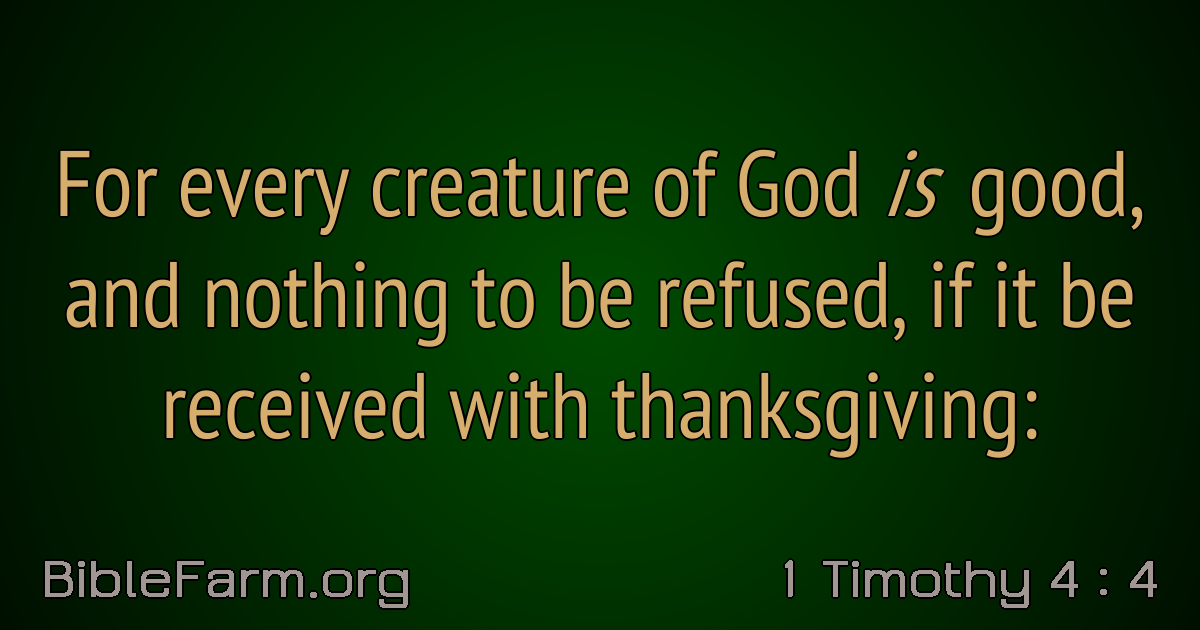 For every creature of God is good,
and nothing to be refused, if it be
received with thanksgiving:
BibleFarm.org
1 Timothy 4 : 4